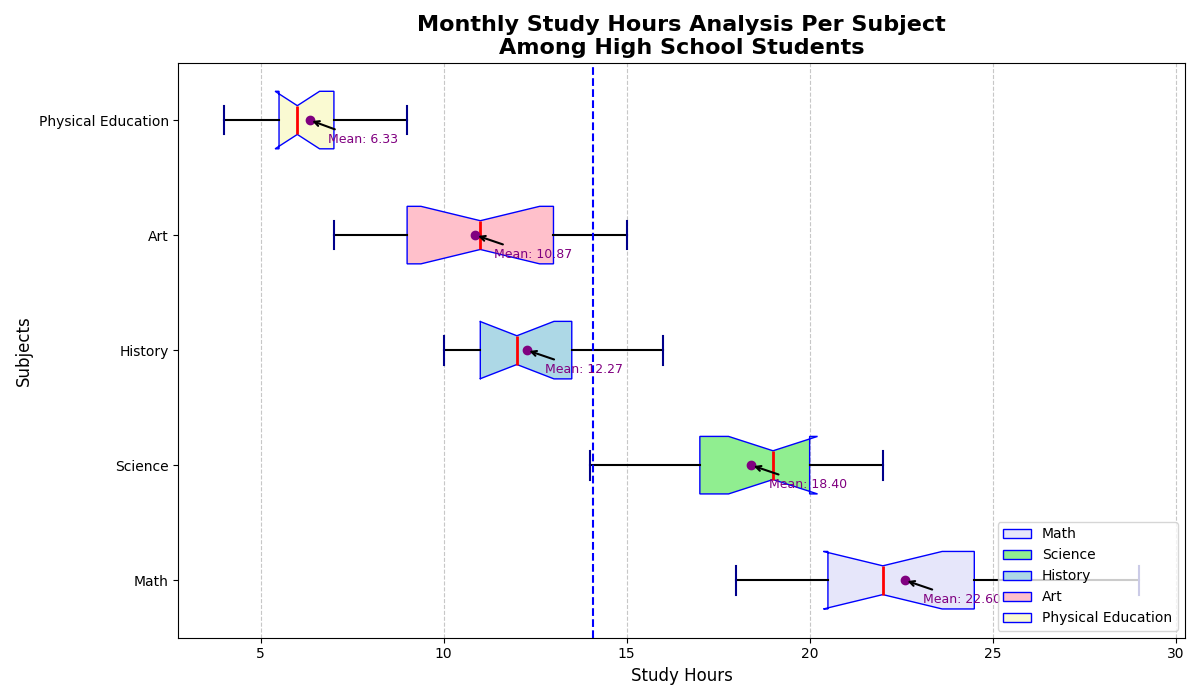 Monthly Study Hours Analysis Per Subject
Among High School Students
Subjects
Physical Education
Mean: 6.33
Art
Mean: 10.87
History
Mean: 12.27
Science
Mean: 18.40
Math
Mean: 22.60
Math
Science
History
Art
Physical Education
5 10 15 20 25 30
Study Hours